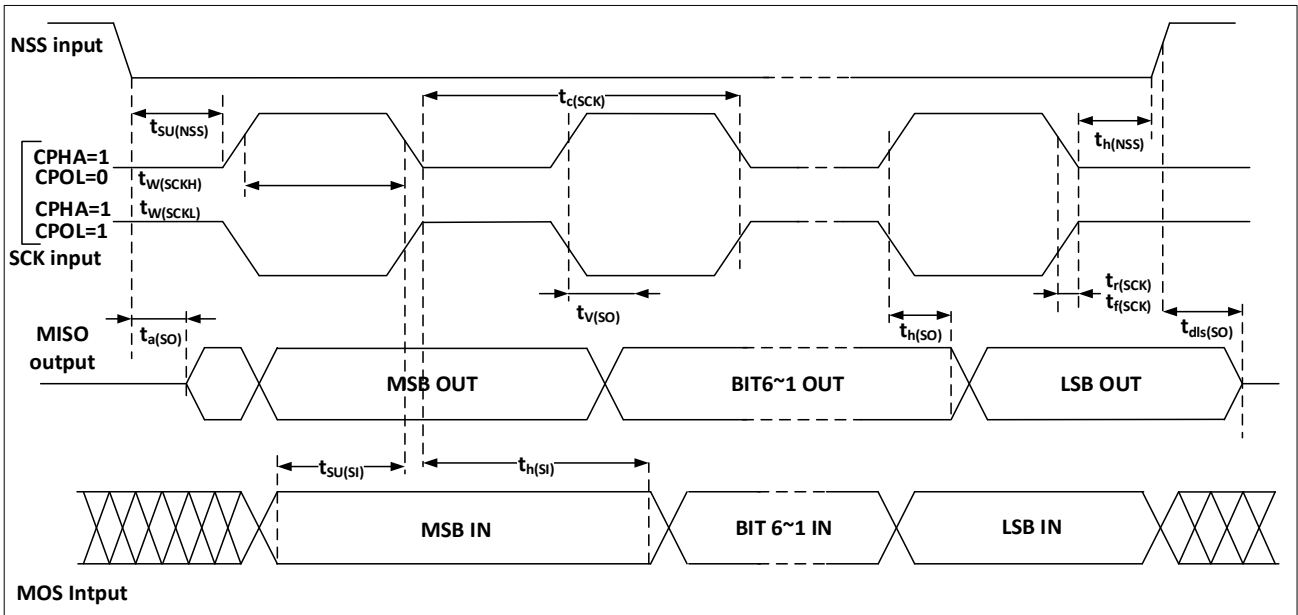 NSS input
tc(SCK)
tSU(NSS)
th(NSS)
CPHA=1
CPOL=0
tW(SCKH)
CPHA=1
tW(SCKL)
CPOL=1
SCK input
tr(SCK)
tV(SO)
tf(SCK)
ta(SO)
th(SO)
tdls(SO)
MISO
output
MSB OUT
BIT6~1 OUT
LSB OUT
tSU(SI)
th(SI)
MSB IN
BIT 6~1 IN
LSB IN
MOS Intput